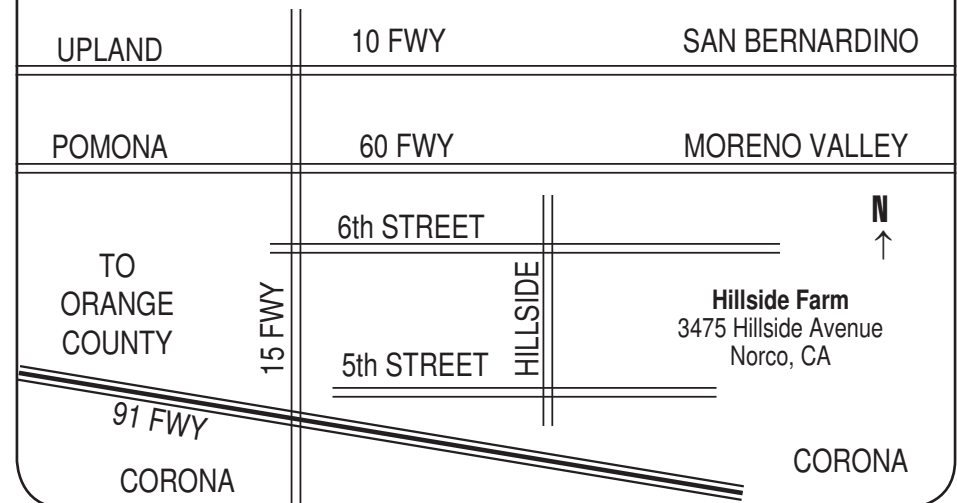 UPLAND
10 FWY
SAN BERNARDINO
POMONA
60 FWY
MORENO VALLEY
N
6th STREET
TO
ORANGE
COUNTY
15 FWY
HILLSIDE
Hillside Farm
3475 Hillside Avenue
Norco, CA
5th STREET
91 FWY
CORONA
CORONA